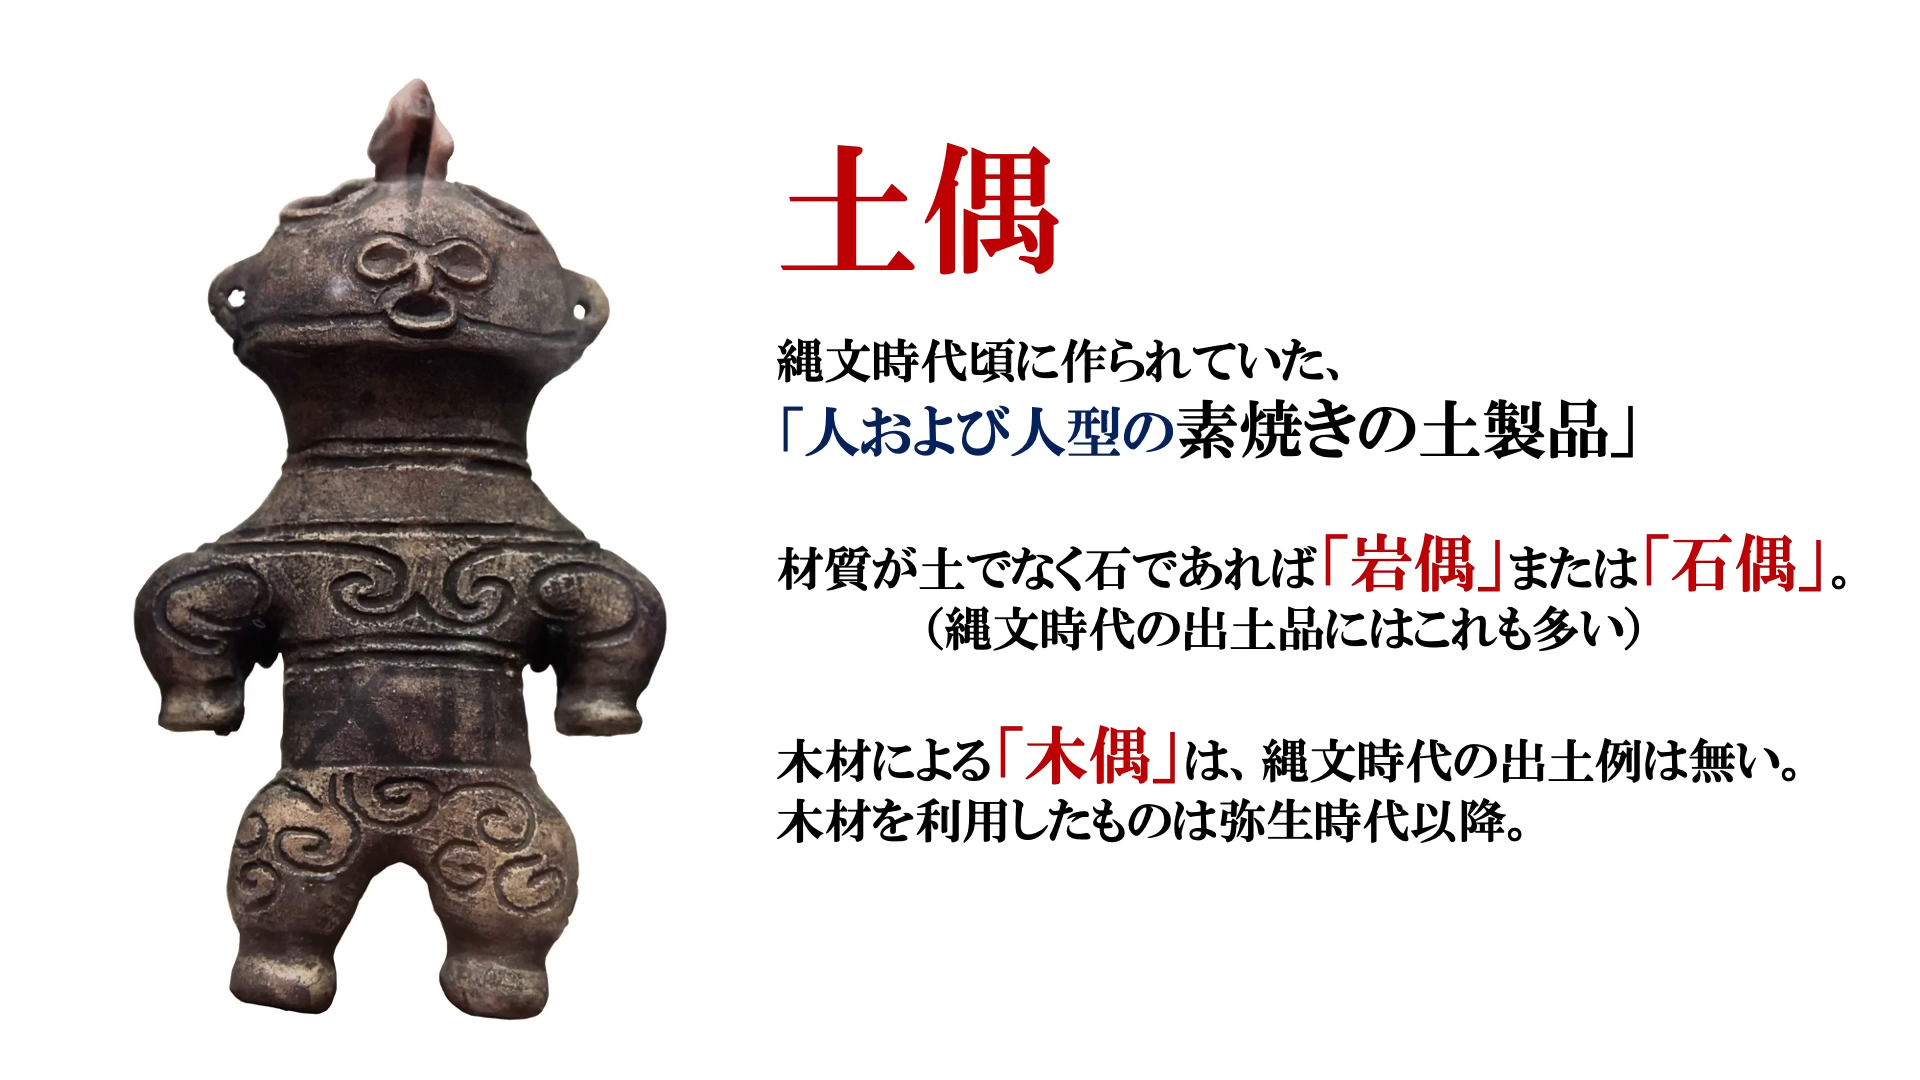 土偶
縄文時代頃に作られていた、
「人および人型の素焼きの土製品」
材質が土でなく石であれば「岩偶」または「石偶」。
（縄文時代の出土品にはこれも多い）
木材による「木偶」は、縄文時代の出土例は無い。
木材を利用したものは弥生時代以降。